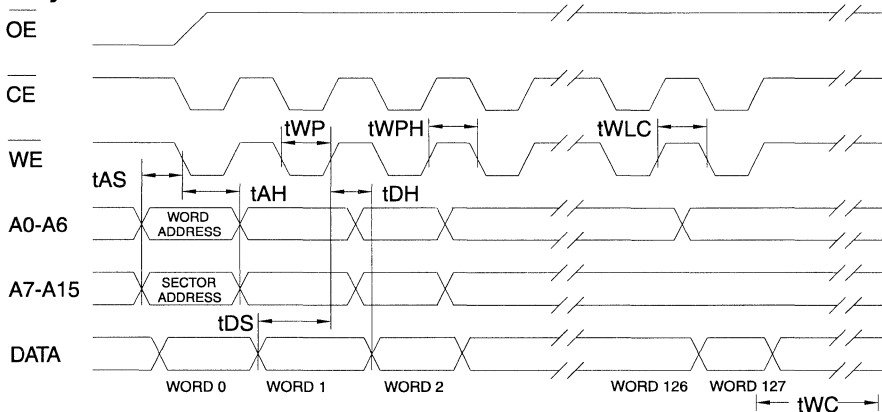 OE
CE
tWP tWPH tWLC
WE
tAS
tAH tDH
A0-A6 WORD ADDRESS
A7-A15 SECTOR ADDRESS
tDS
DATA
WORD 0 WORD 1 WORD 2 WORD 126 WORD 127
tWC